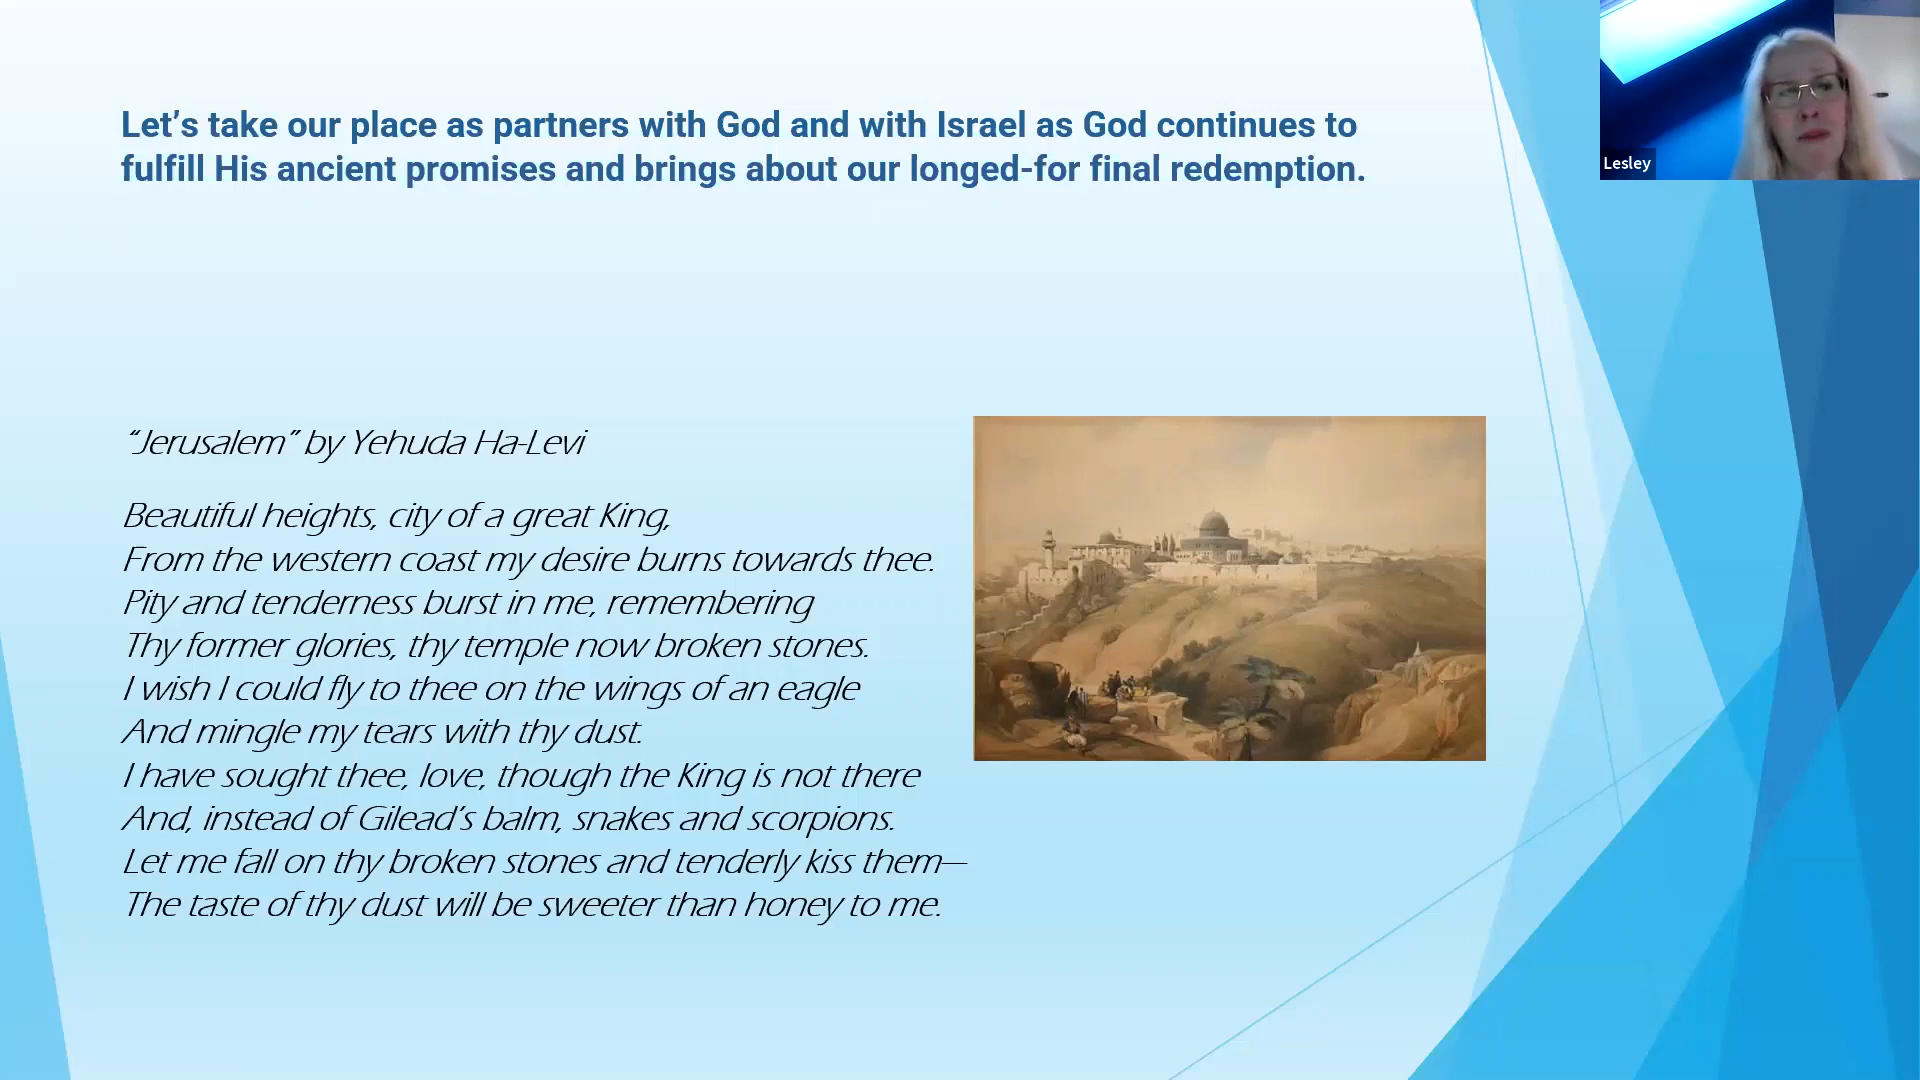 Let’s take our place as partners with God and with Israel as God continues to
fulfill His ancient promises and brings about our longed-for final redemption.
“Jerusalem” by Yehuda Ha-Levi
Beautiful heights, city of a great King,
From the western coast my desire burns towards thee.
Pity and tenderness burst in me, remembering
Thy former glories, thy temple now broken stones.
I wish I could fly to thee on the wings of an eagle
And mingle my tears with thy dust.
I have sought thee, love, though the King is not there
And, instead of Gilead’s balm, snakes and scorpions.
Let me fall on thy broken stones and tenderly kiss them—
The taste of thy dust will be sweeter than honey to me.
Lesley